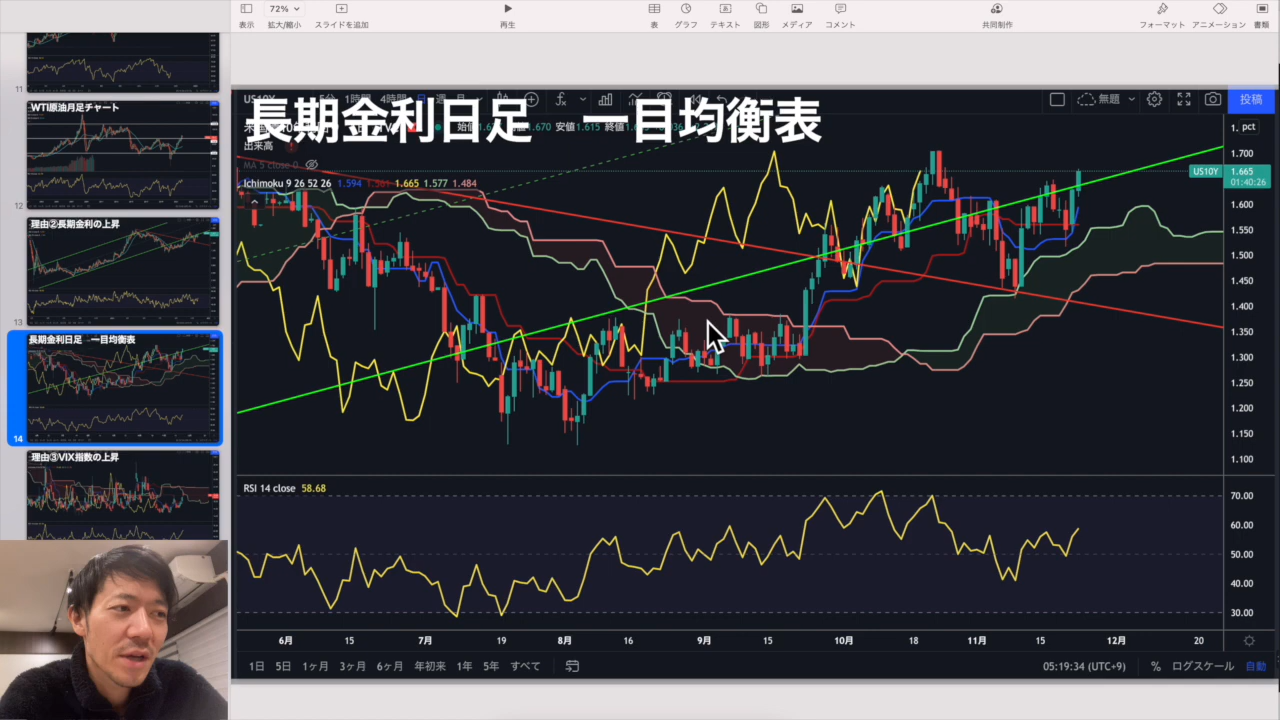 72%
表示
拡大/縮小
スライドを追加
再生
表
グラフ
テキスト
図形
メディア
コメント
共同制作
フォーマット
アニメーション
書類
11
WTI原油月足チャート
12
理由②長期金利の上昇
13
長期金利日足 一目均衡表
14
理由③VIX指数の上昇
長期金利日足 一目均衡表
無題
投稿
1.670 安値1.615 終値
出来高
MA 5 close 0
Ichimoku 9 26 52 26 1.594 1.561 1.665 1.577 1.484
pct
1.700
US10Y 1.665
01:40:26
1.600
1.550
1.500
1.450
1.400
1.350
1.300
1.250
1.200
1.150
1.100
RSI 14 close 58.68
70.00
60.00
50.00
40.00
30.00
6月 15 7月 19 8月 16 9月 15 10月 18 11月 15 12月 20
1日 5日 1ヶ月 3ヶ月 6ヶ月 年初来 1年 5年 すべて
05:19:34 (UTC+9) % ログスケール 自動